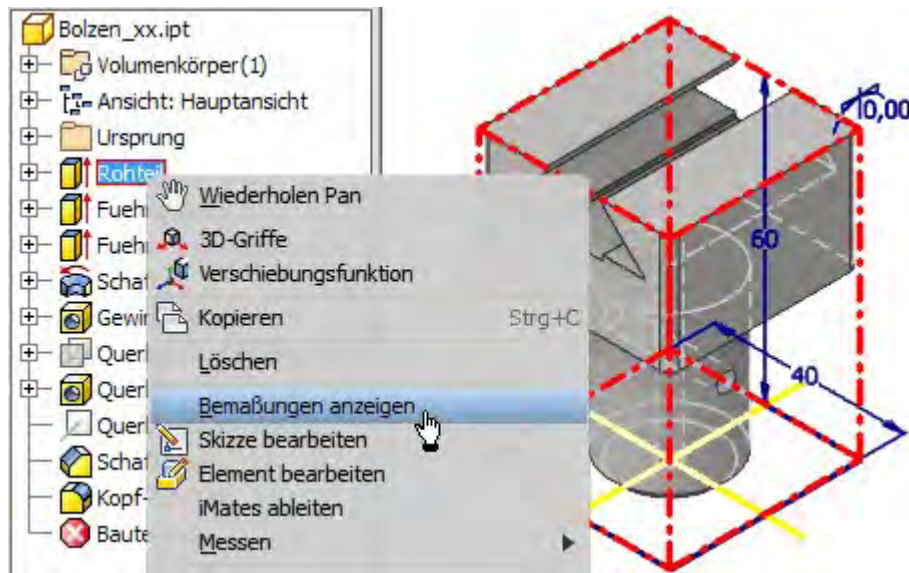 Bolzen_xx.ipt
Volumenkörper(1)
Ansicht: Hauptansicht
Ursprung
Wiederholen Pan
3D-Griffe
Verschiebungsfunktion
Kopieren Strg+C
Löschen
Bemaßungen anzeigen
Skizze bearbeiten
Element bearbeiten
iMates ableiten
Messen
0,00
60
40